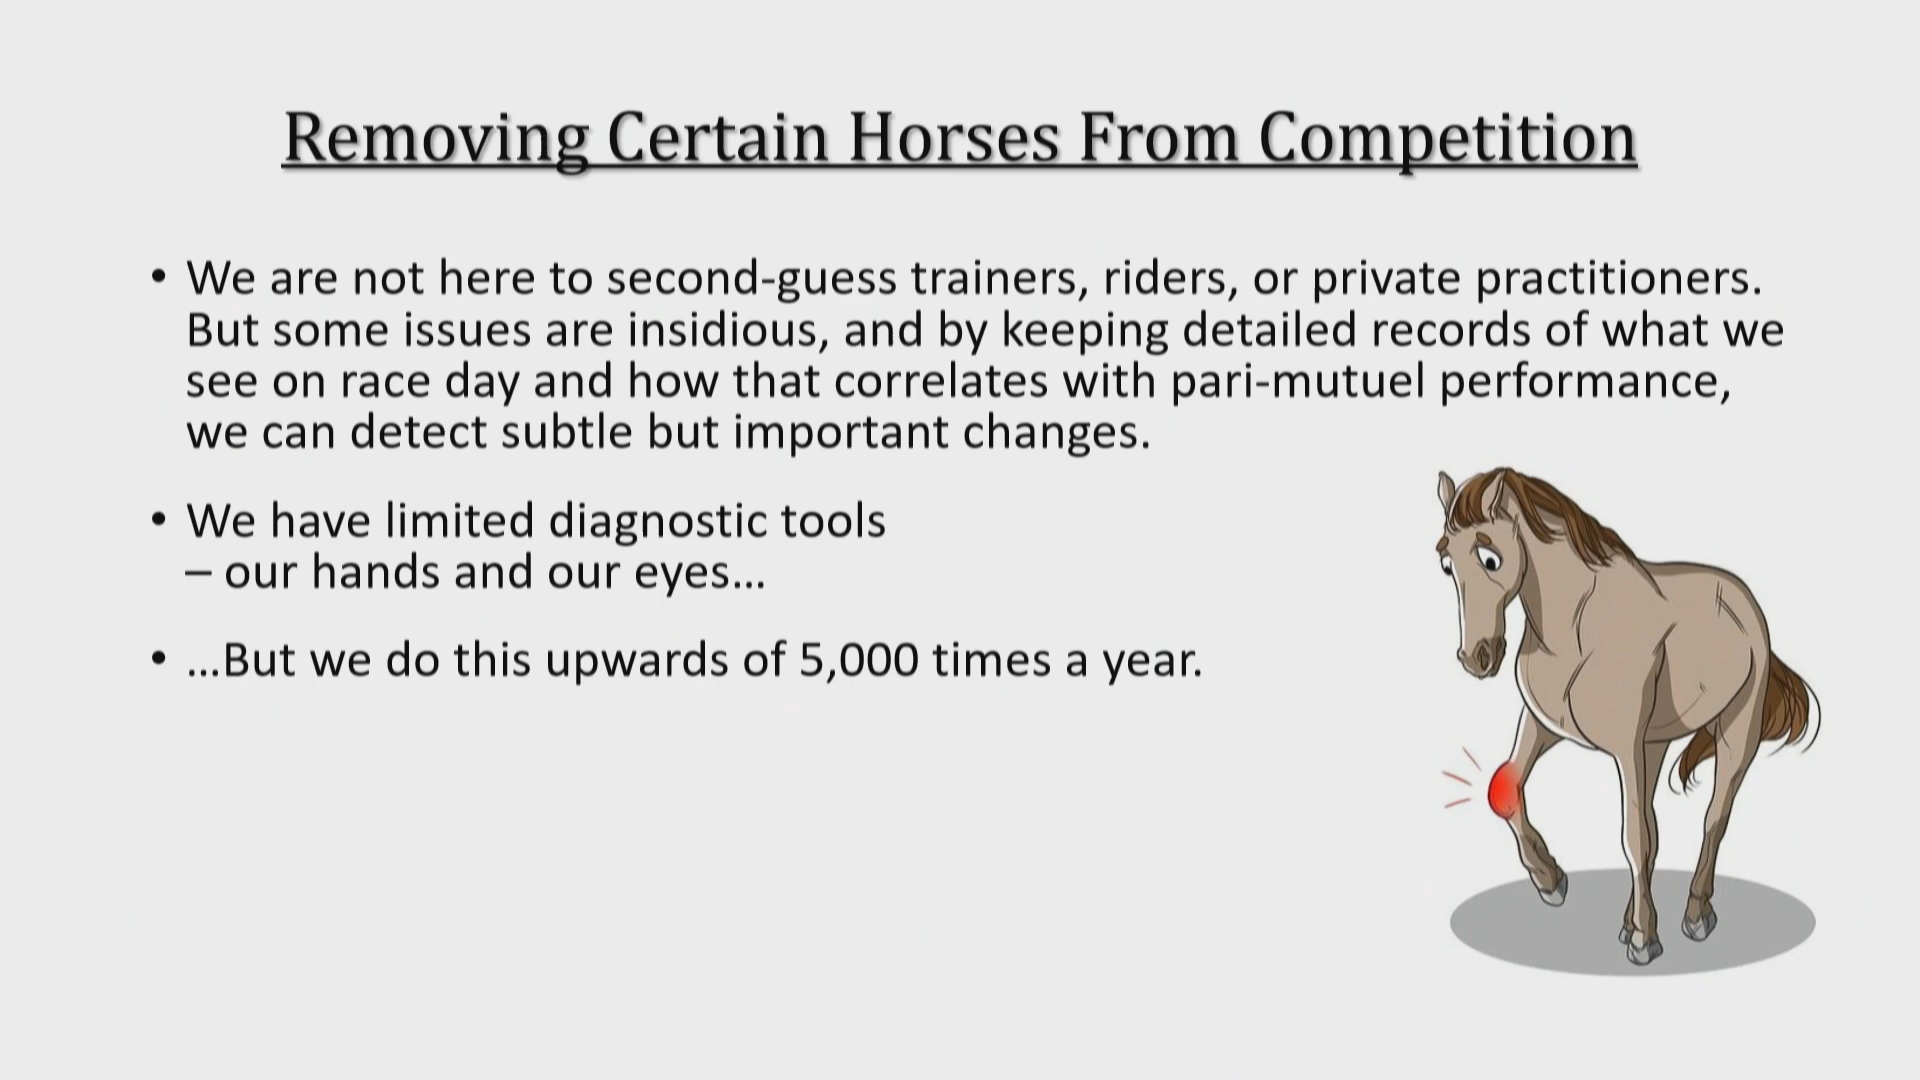 Removing Certain Horses From Competition
• We are not here to second-guess trainers, riders, or private practitioners.
But some issues are insidious, and by keeping detailed records of what we
see on race day and how that correlates with pari-mutuel performance,
we can detect subtle but important changes.
• We have limited diagnostic tools
– our hands and our eyes…
• …But we do this upwards of 5,000 times a year.